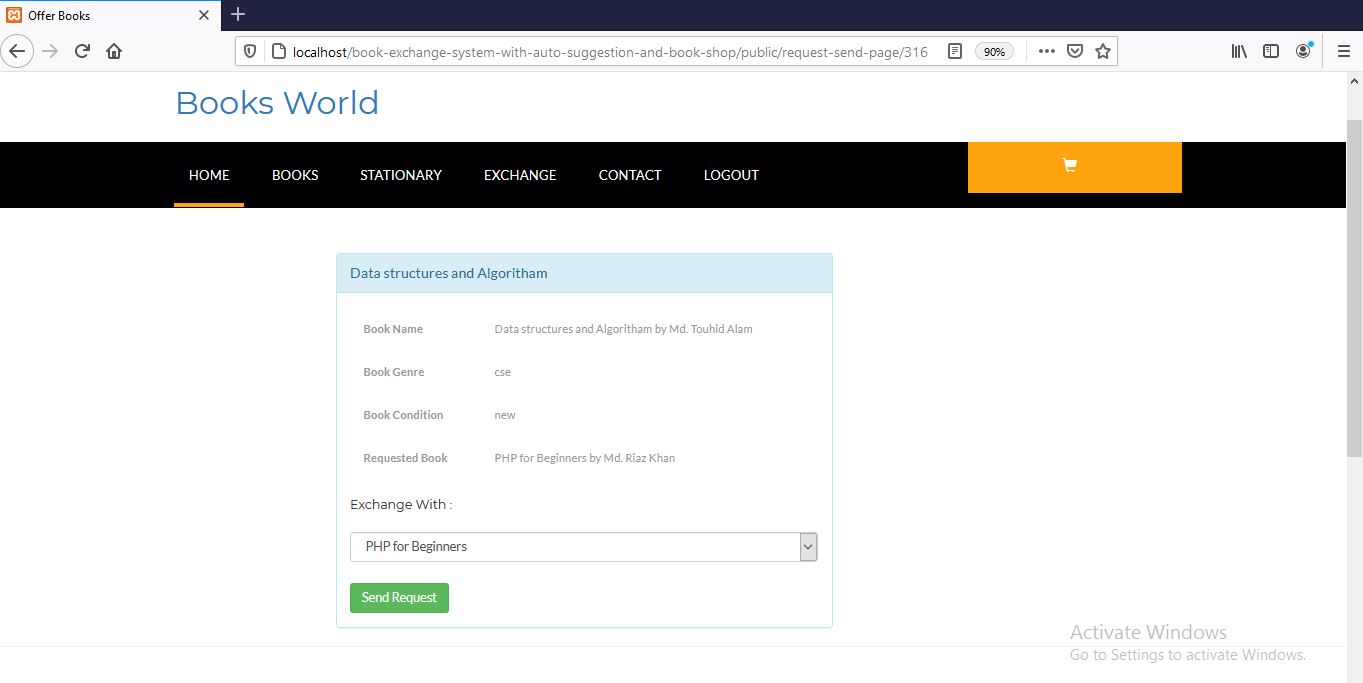 Offer Books
localhost/book-exchange-system-with-auto-suggestion-and-book-shop/public/request-send-page/316
90%
Books World
HOME BOOKS STATIONARY EXCHANGE CONTACT LOGOUT
Data structures and Algoritham
Book Name Data structures and Algoritham by Md. Touhid Alam
Book Genre cse
Book Condition new
Requested Book PHP for Beginners by Md. Riaz Khan
Exchange With :
PHP for Beginners
Send Request
Activate Windows
Go to Settings to activate Windows.